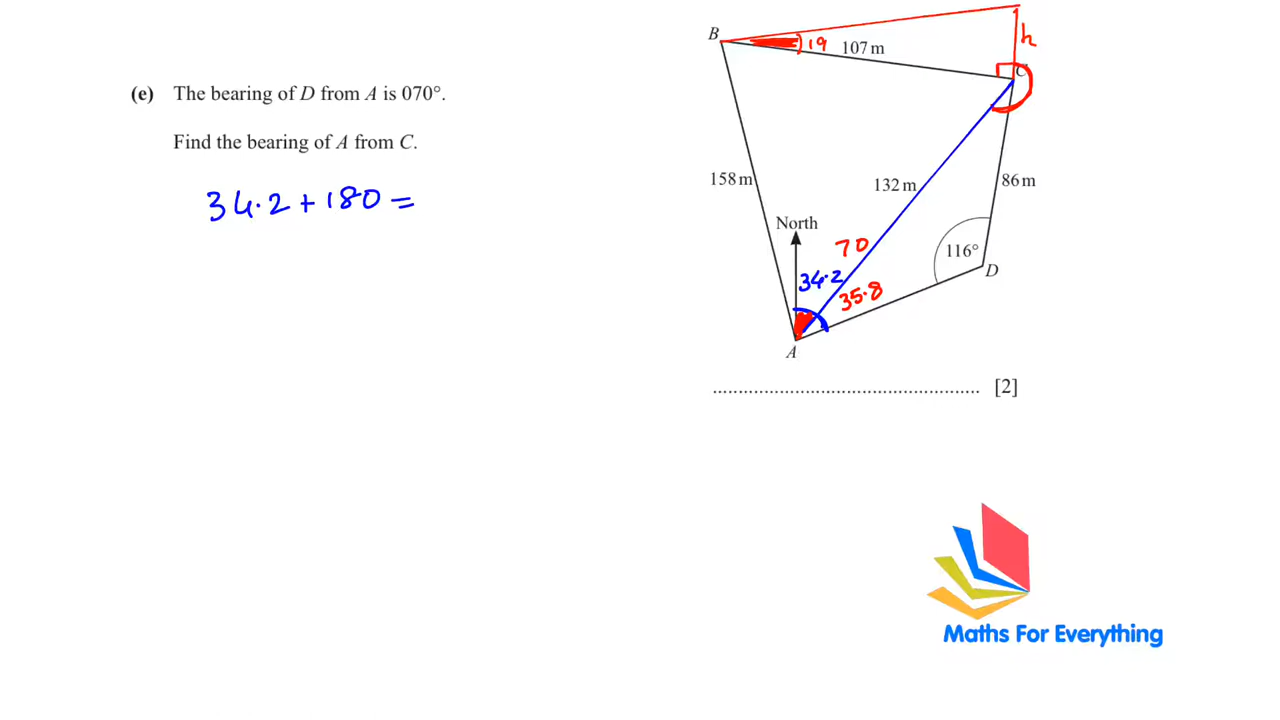 (e) The bearing of D from A is 070°.
Find the bearing of A from C.
34.2 + 180 =
B
19
107 m
h
C
158 m
132 m
86 m
North
70
116°
34.2
35.8
D
A
[2]
Maths For Everything